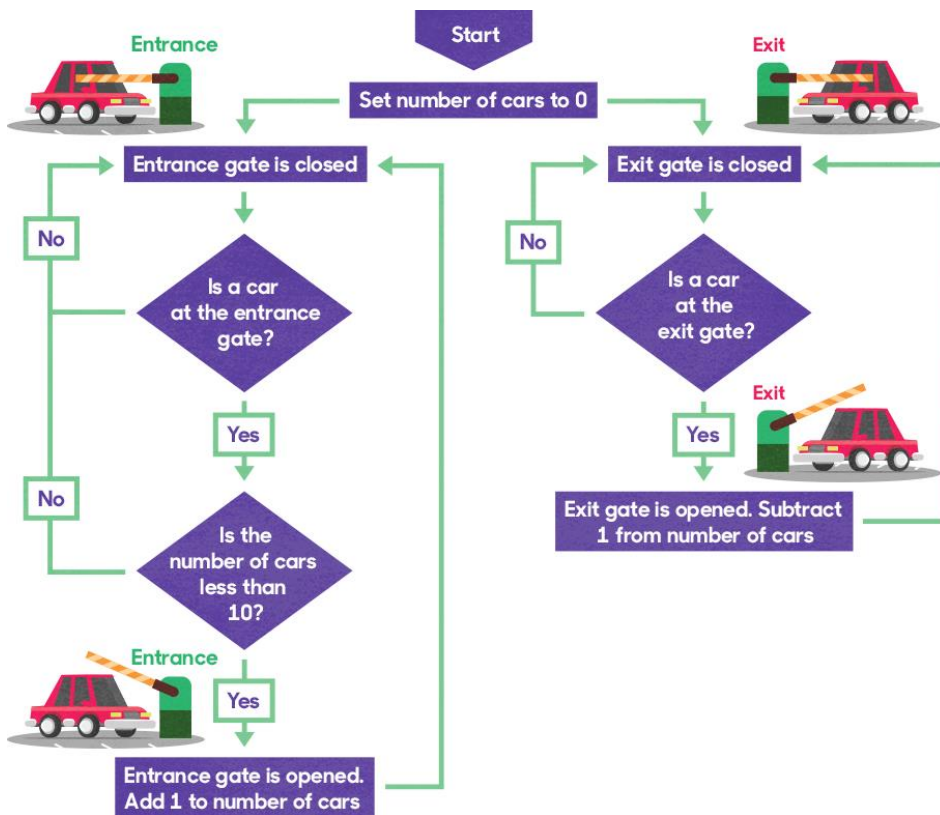 Start
Entrance
Exit
Set number of cars to 0
Entrance gate is closed
Exit gate is closed
No
No
Is a car
at the entrance
gate?
Is a car
at the
exit gate?
Yes
Exit
Yes
No
Exit gate is opened. Subtract
1 from number of cars
Is the
number of cars
less than
10?
Entrance
Yes
Entrance gate is opened.
Add 1 to number of cars